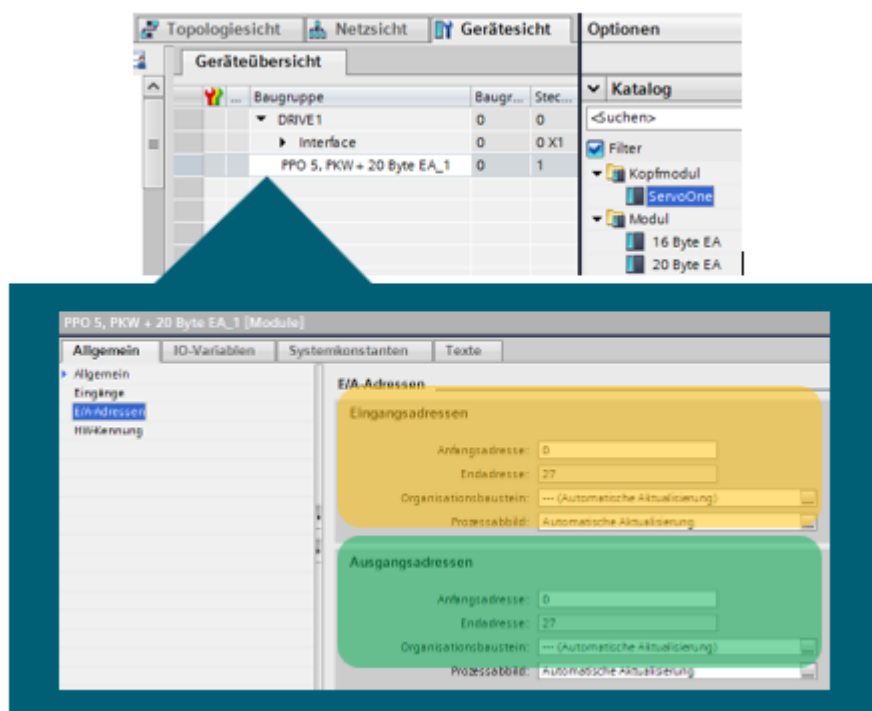 Topologiesicht Netzsicht Gerätesicht Optionen
Geräteübersicht
... Baugruppe Baugr... Stec...
Katalog
DRIVE1 0 0
<Suchen>
Interface 0 0 X1
Filter
PPO 5, PKW + 20 Byte EA_1 0 1
Kopfmodul
ServoOne
Modul
16 Byte EA
20 Byte EA
PPO 5, PKW + 20 Byte EA_1 [Module]
Allgemein IO-Variablen Systemkonstanten Texte
Allgemein
Eingänge
E/A-Adressen
HW-Kennung
E/A-Adressen
Eingangsadressen
Anfangsadresse: 0
Endadresse: 27
Organisationsbaustein: --- (Automatische Aktualisierung) ...
Prozessabbild: Automatische Aktualisierung ...
Ausgangsadressen
Anfangsadresse: 0
Endadresse: 27
Organisationsbaustein: --- (Automatische Aktualisierung) ...
Prozessabbild: Automatische Aktualisierung ...